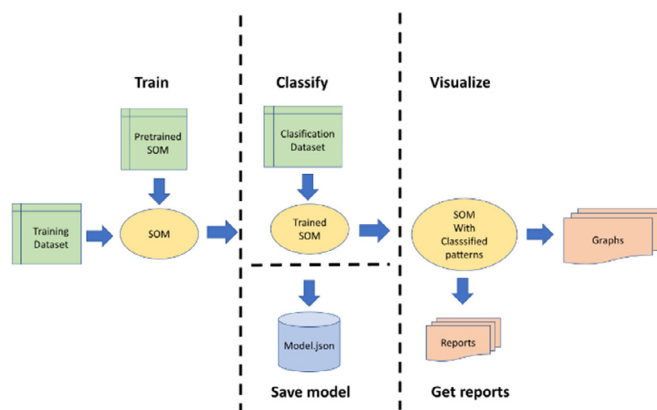 Train
Classify
Visualize
Pretrained
SOM
Clasification
Dataset
Training
Dataset
SOM
Trained
SOM
SOM
With
Classsified
patterns
Graphs
Model.json
Reports
Save model
Get reports